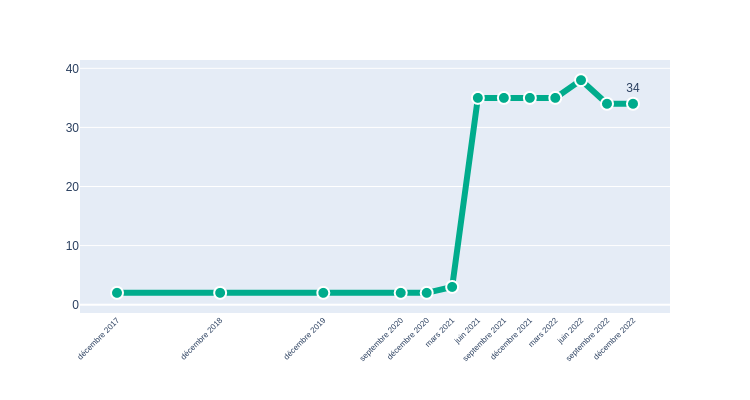 40
34
30
20
10
0
décembre 2017
décembre 2018
décembre 2019
septembre 2020
décembre 2020
mars 2021
juin 2021
septembre 2021
décembre 2021
mars 2022
juin 2022
septembre 2022
décembre 2022